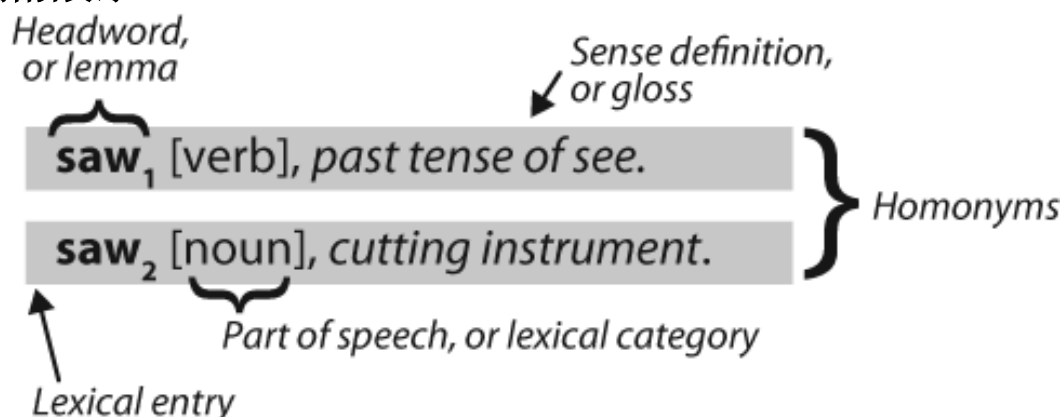 Headword,
or lemma
Sense definition,
or gloss
saw₁ [verb], past tense of see.
Homonyms
saw₂ [noun], cutting instrument.
Part of speech, or lexical category
Lexical entry